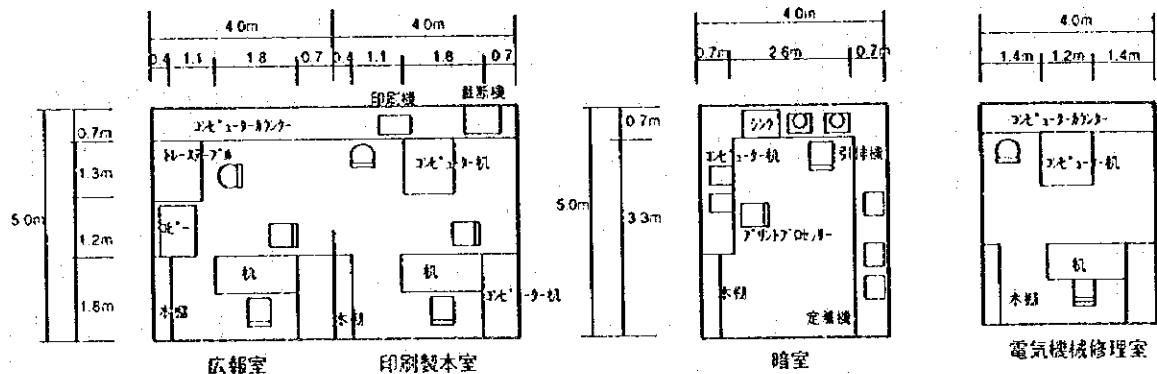 4.0m 4.0m 4.0m 4.0m
0.4 1.1 1.8 0.7 0.4 1.1 1.8 0.7 0.7m 2.6m 0.7m 1.4m 1.2m 1.4m
印刷機 裁断機
0.7m コンピューターカウンター 0.7m シンク コンピューターカウンター
トレーステーブル コンピューター机 コンピューター机 引伸機 コンピューター机
1.3m
5.0m コピー 5.0m 3.3m プリントプロセッサー
1.2m
机 机 机
1.8m 本棚 本棚 コンピューター机 本棚 定着機 本棚
広報室 印刷製本室 暗室 電気機械修理室